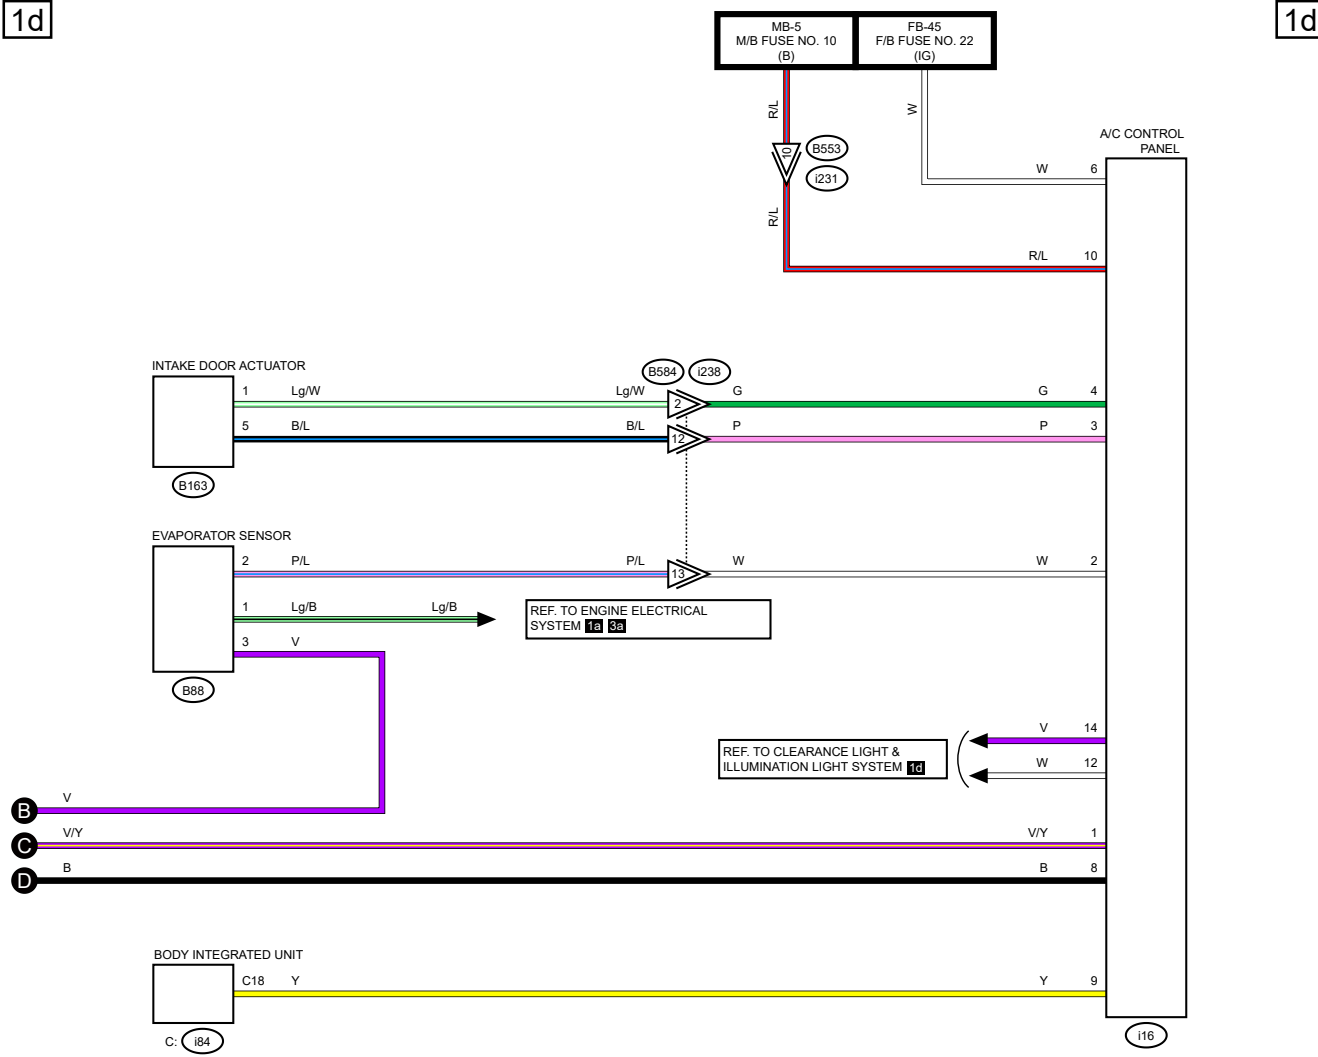 1d
1d
MB-5
M/B FUSE NO. 10
(B)
FB-45
F/B FUSE NO. 22
(IG)
R/L
W
A/C CONTROL
PANEL
10
B553
i231
W 6
R/L
R/L 10
INTAKE DOOR ACTUATOR
B584 i238
1 Lg/W Lg/W 2 G G 4
5 B/L B/L 12 P P 3
B163
EVAPORATOR SENSOR
2 P/L P/L 13 W W 2
1 Lg/B Lg/B
REF. TO ENGINE ELECTRICAL
SYSTEM 1a 3a
3 V
B88
V 14
REF. TO CLEARANCE LIGHT &
ILLUMINATION LIGHT SYSTEM 1d
W 12
B V
C V/Y V/Y 1
D B B 8
BODY INTEGRATED UNIT
C18 Y Y 9
C: i84
i16